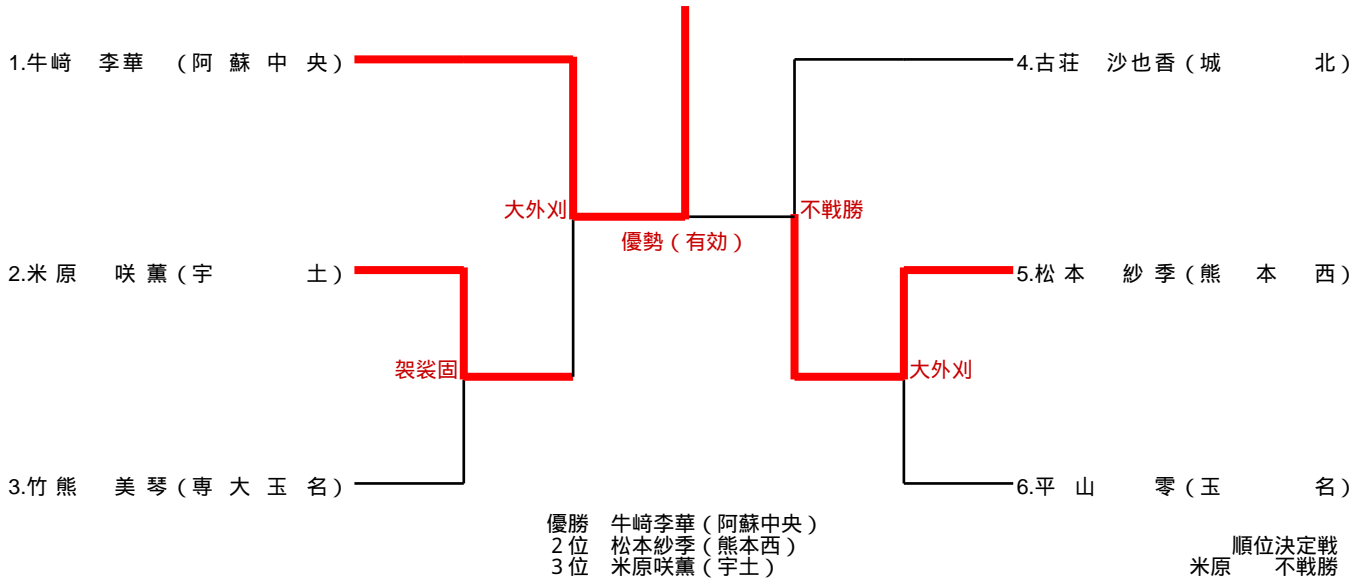 1.牛﨑　李華　（阿蘇中央）
4.古荘　沙也香（城　　北）
大外刈
不戦勝
優勢（有効）
2.米原　咲薫（宇　　土）
5.松本　紗季（熊本西）
袈裟固
大外刈
3.竹熊　美琴（専大玉名）
6.平山　　零（玉　　名）
優勝　牛﨑李華（阿蘇中央）
２位　松本紗季（熊本西）
３位　米原咲薫（宇土）
順位決定戦
米原　　不戦勝